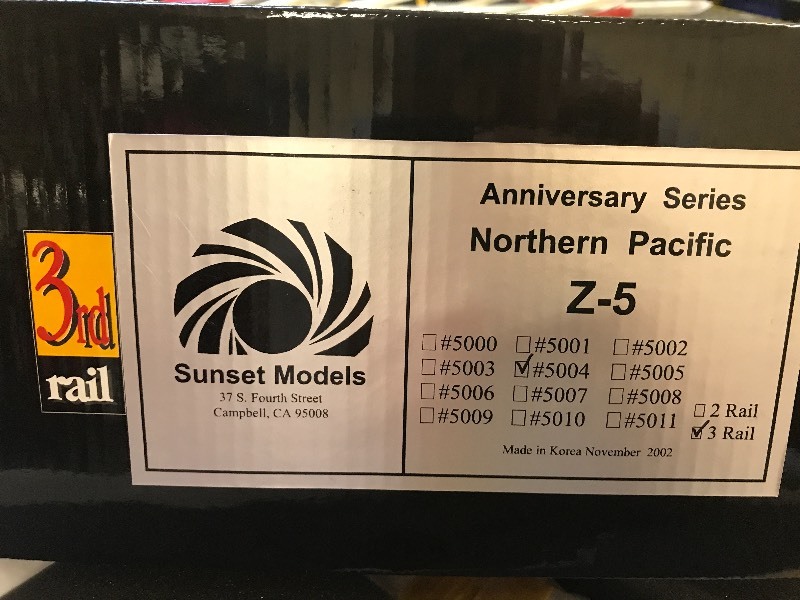 3rd
rail
Sunset Models
37 S. Fourth Street
Campbell, CA 95008
Anniversary Series
Northern Pacific
Z-5
☐#5000 ☐#5001 ☐#5002
☐#5003 ☑#5004 ☐#5005
☐#5006 ☐#5007 ☐#5008
☐#5009 ☐#5010 ☐#5011
☐ 2 Rail
☑ 3 Rail
Made in Korea November 2002